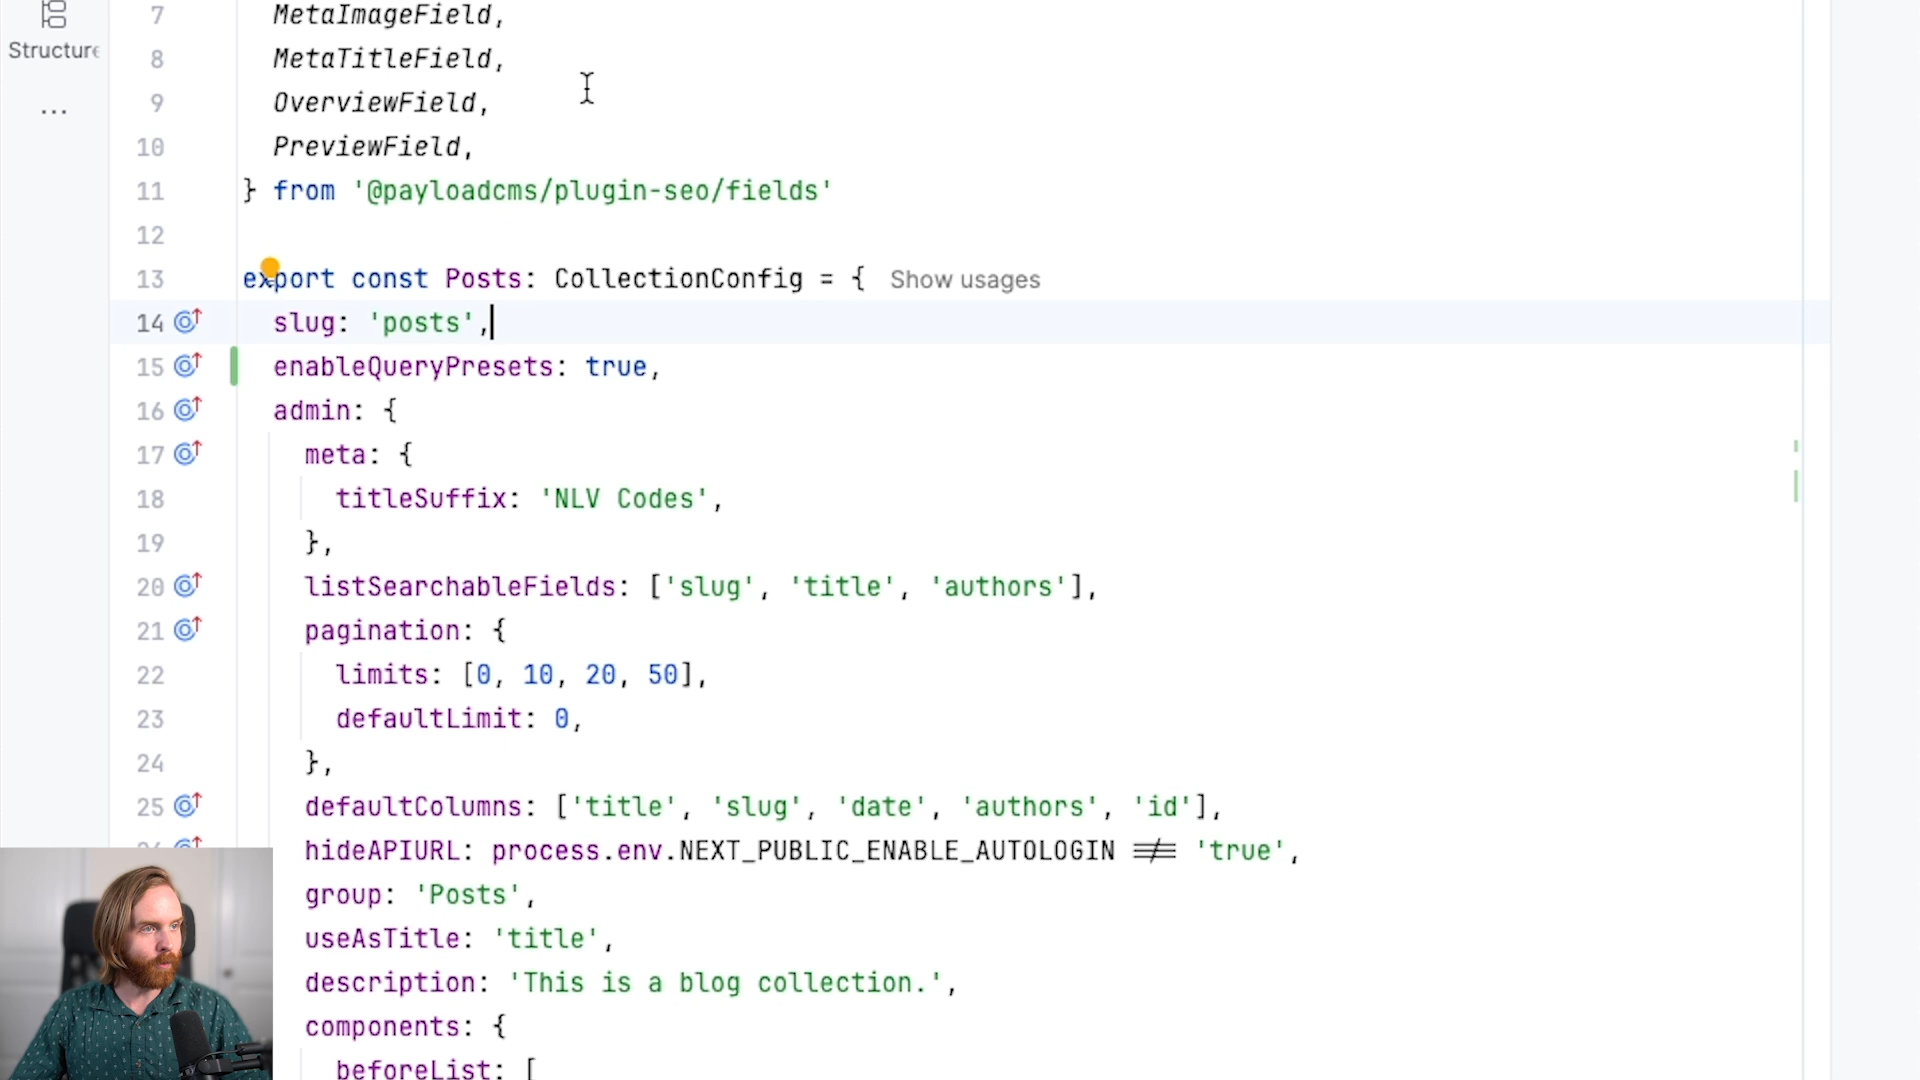 Structure
...
7 MetaImageField,
8 MetaTitleField,
9 OverviewField,
10 PreviewField,
11 } from '@payloadcms/plugin-seo/fields'
12
13 export const Posts: CollectionConfig = { Show usages
14 slug: 'posts',
15 enableQueryPresets: true,
16 admin: {
17 meta: {
18 titleSuffix: 'NLV Codes',
19 },
20 listSearchableFields: ['slug', 'title', 'authors'],
21 pagination: {
22 limits: [0, 10, 20, 50],
23 defaultLimit: 0,
24 },
25 defaultColumns: ['title', 'slug', 'date', 'authors', 'id'],
hideAPIURL: process.env.NEXT_PUBLIC_ENABLE_AUTOLOGIN !== 'true',
group: 'Posts',
useAsTitle: 'title',
description: 'This is a blog collection.',
components: {
beforeList: [